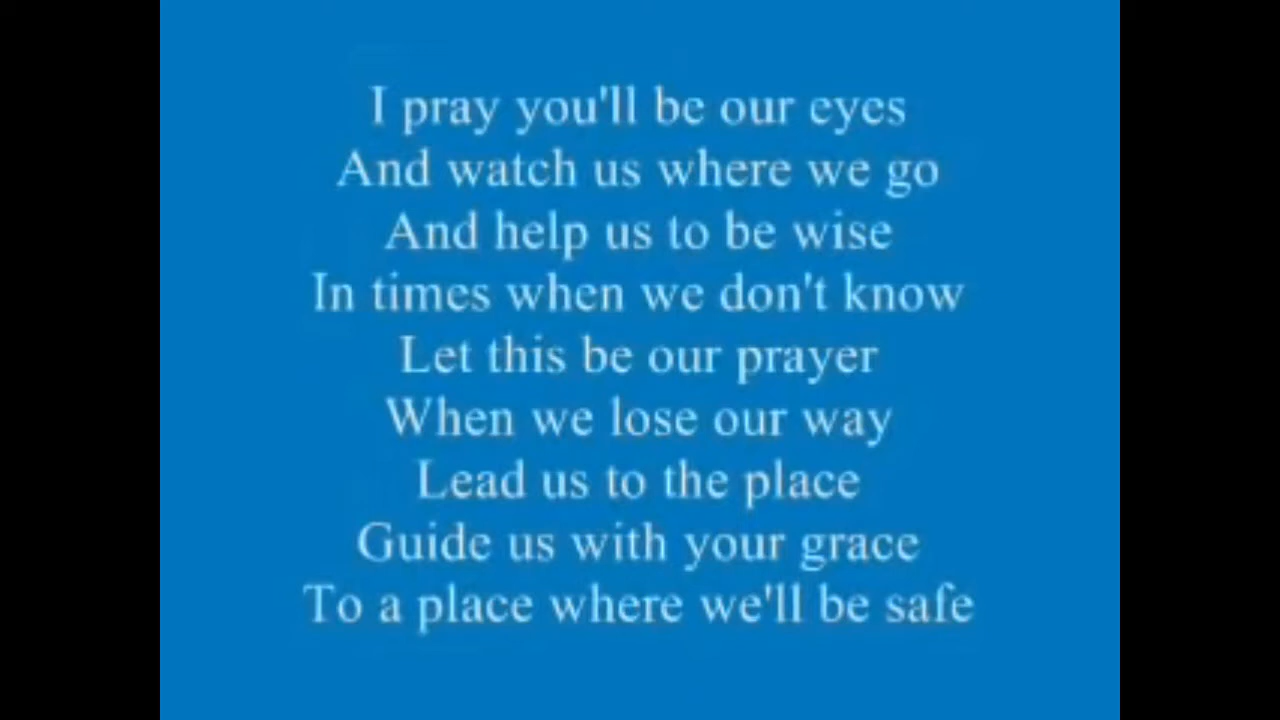 I pray you'll be our eyes
And watch us where we go
And help us to be wise
In times when we don't know
Let this be our prayer
When we lose our way
Lead us to the place
Guide us with your grace
To a place where we'll be safe